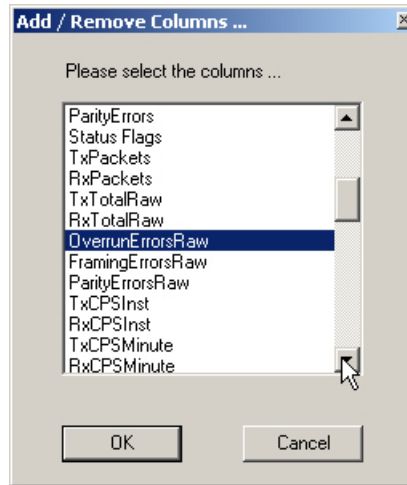 Add / Remove Columns ...
Please select the columns ...
ParityErrors
Status Flags
TxPackets
RxPackets
TxTotalRaw
RxTotalRaw
OverrunErrorsRaw
FramingErrorsRaw
ParityErrorsRaw
TxCPSInst
RxCPSInst
TxCPSMinute
RxCPSMinute
OK
Cancel